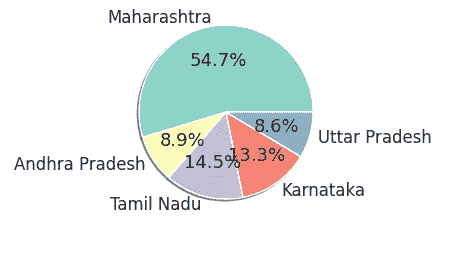 Maharashtra
54.7%
8.6%
Uttar Pradesh
8.9%
Andhra Pradesh
14.5%
13.3%
Karnataka
Tamil Nadu